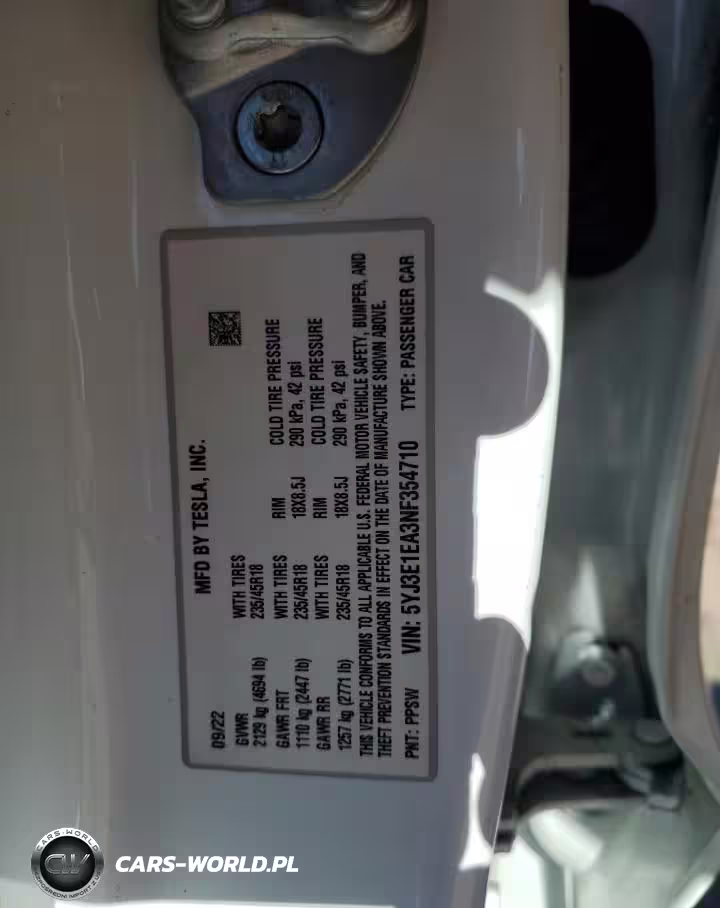 MFD BY TESLA, INC.
09/22
GVWR WITH TIRES
2129 kg (4694 lb) 235/45R18
GAWR FRT WITH TIRES RIM COLD TIRE PRESSURE
1110 kg (2447 lb) 235/45R18 18X8.5J 290 kPa, 42 psi
GAWR RR WITH TIRES RIM COLD TIRE PRESSURE
1257 kg (2771 lb) 235/45R18 18X8.5J 290 kPa, 42 psi
THIS VEHICLE CONFORMS TO ALL APPLICABLE U.S. FEDERAL MOTOR VEHICLE SAFETY, BUMPER, AND
THEFT PREVENTION STANDARDS IN EFFECT ON THE DATE OF MANUFACTURE SHOWN ABOVE.
PNT: PPSW VIN: 5YJ3E1EA3NF354710 TYPE: PASSENGER CAR
CARS-WORLD
CW
CARS-WORLD.PL